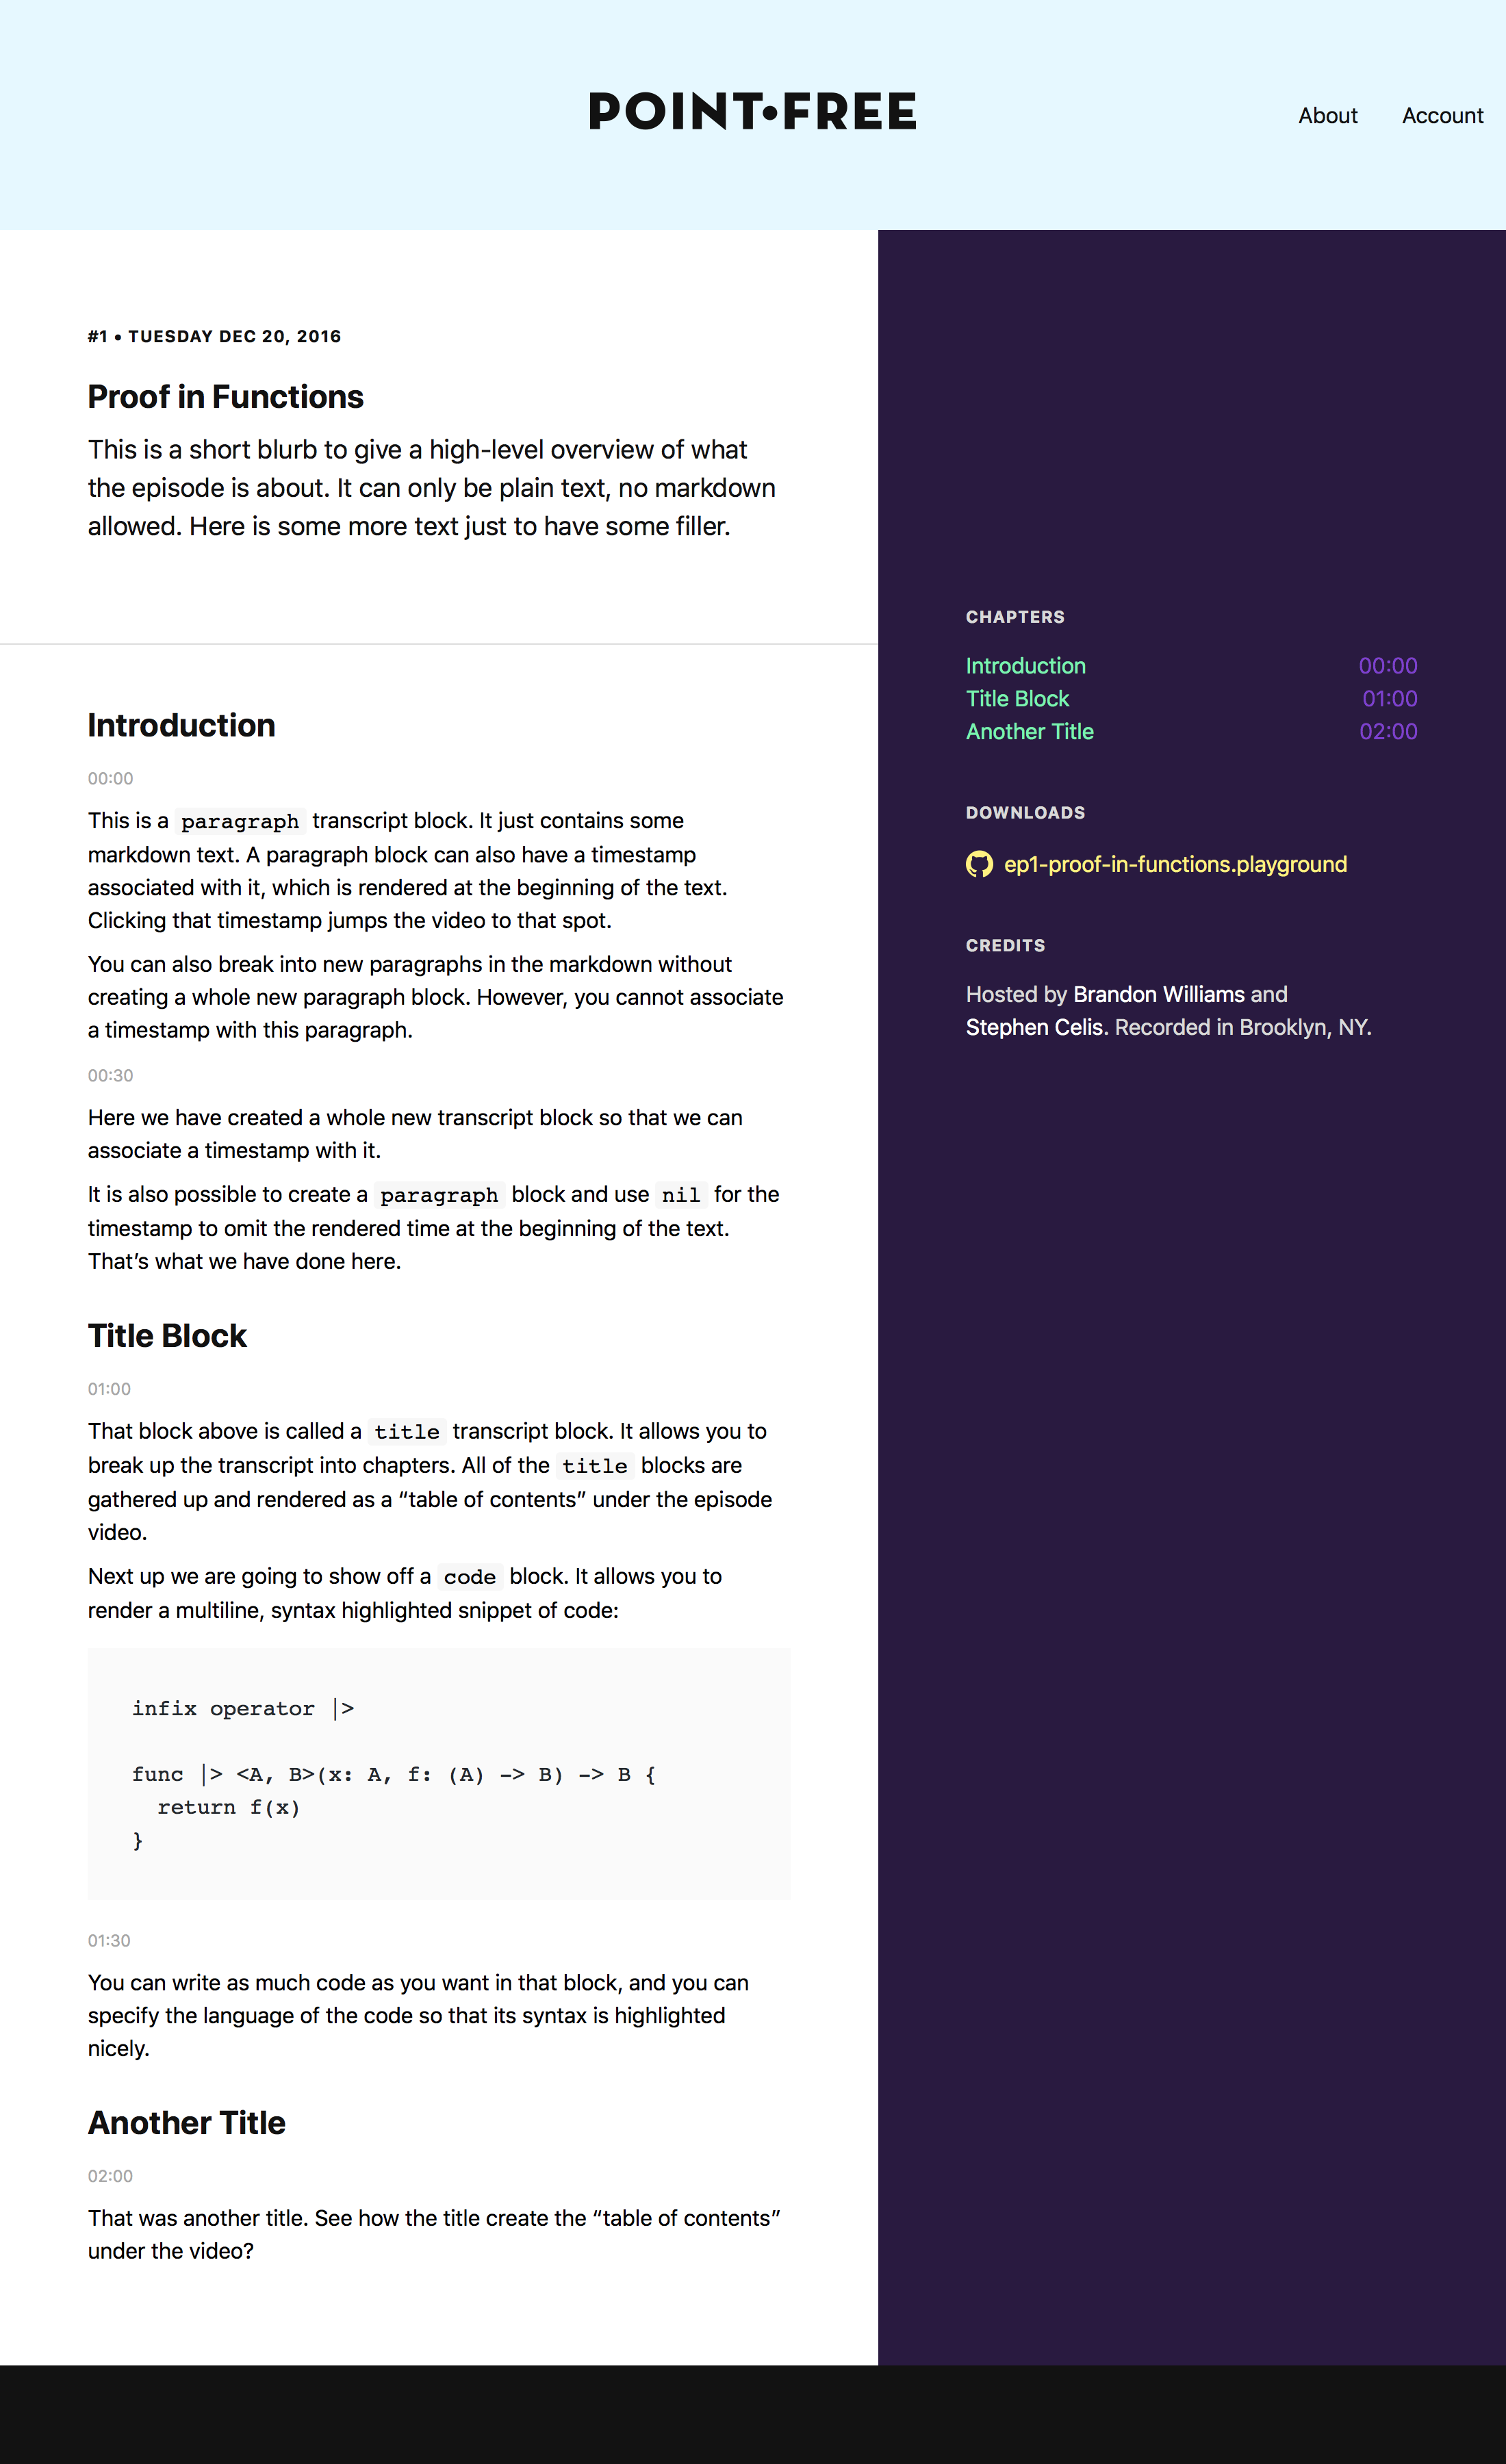 POINT•FREE
About
Account
#1 • TUESDAY DEC 20, 2016
Proof in Functions
This is a short blurb to give a high-level overview of what
the episode is about. It can only be plain text, no markdown
allowed. Here is some more text just to have some filler.
Introduction
00:00
This is a paragraph transcript block. It just contains some
markdown text. A paragraph block can also have a timestamp
associated with it, which is rendered at the beginning of the text.
Clicking that timestamp jumps the video to that spot.
You can also break into new paragraphs in the markdown without
creating a whole new paragraph block. However, you cannot associate
a timestamp with this paragraph.
00:30
Here we have created a whole new transcript block so that we can
associate a timestamp with it.
It is also possible to create a paragraph block and use nil for the
timestamp to omit the rendered time at the beginning of the text.
That’s what we have done here.
Title Block
01:00
That block above is called a title transcript block. It allows you to
break up the transcript into chapters. All of the title blocks are
gathered up and rendered as a “table of contents” under the episode
video.
Next up we are going to show off a code block. It allows you to
render a multiline, syntax highlighted snippet of code:
infix operator |>
func |> <A, B>(x: A, f: (A) -> B) -> B {
  return f(x)
}
01:30
You can write as much code as you want in that block, and you can
specify the language of the code so that its syntax is highlighted
nicely.
Another Title
02:00
That was another title. See how the title create the “table of contents”
under the video?
CHAPTERS
Introduction 00:00
Title Block 01:00
Another Title 02:00
DOWNLOADS
ep1-proof-in-functions.playground
CREDITS
Hosted by Brandon Williams and
Stephen Celis. Recorded in Brooklyn, NY.